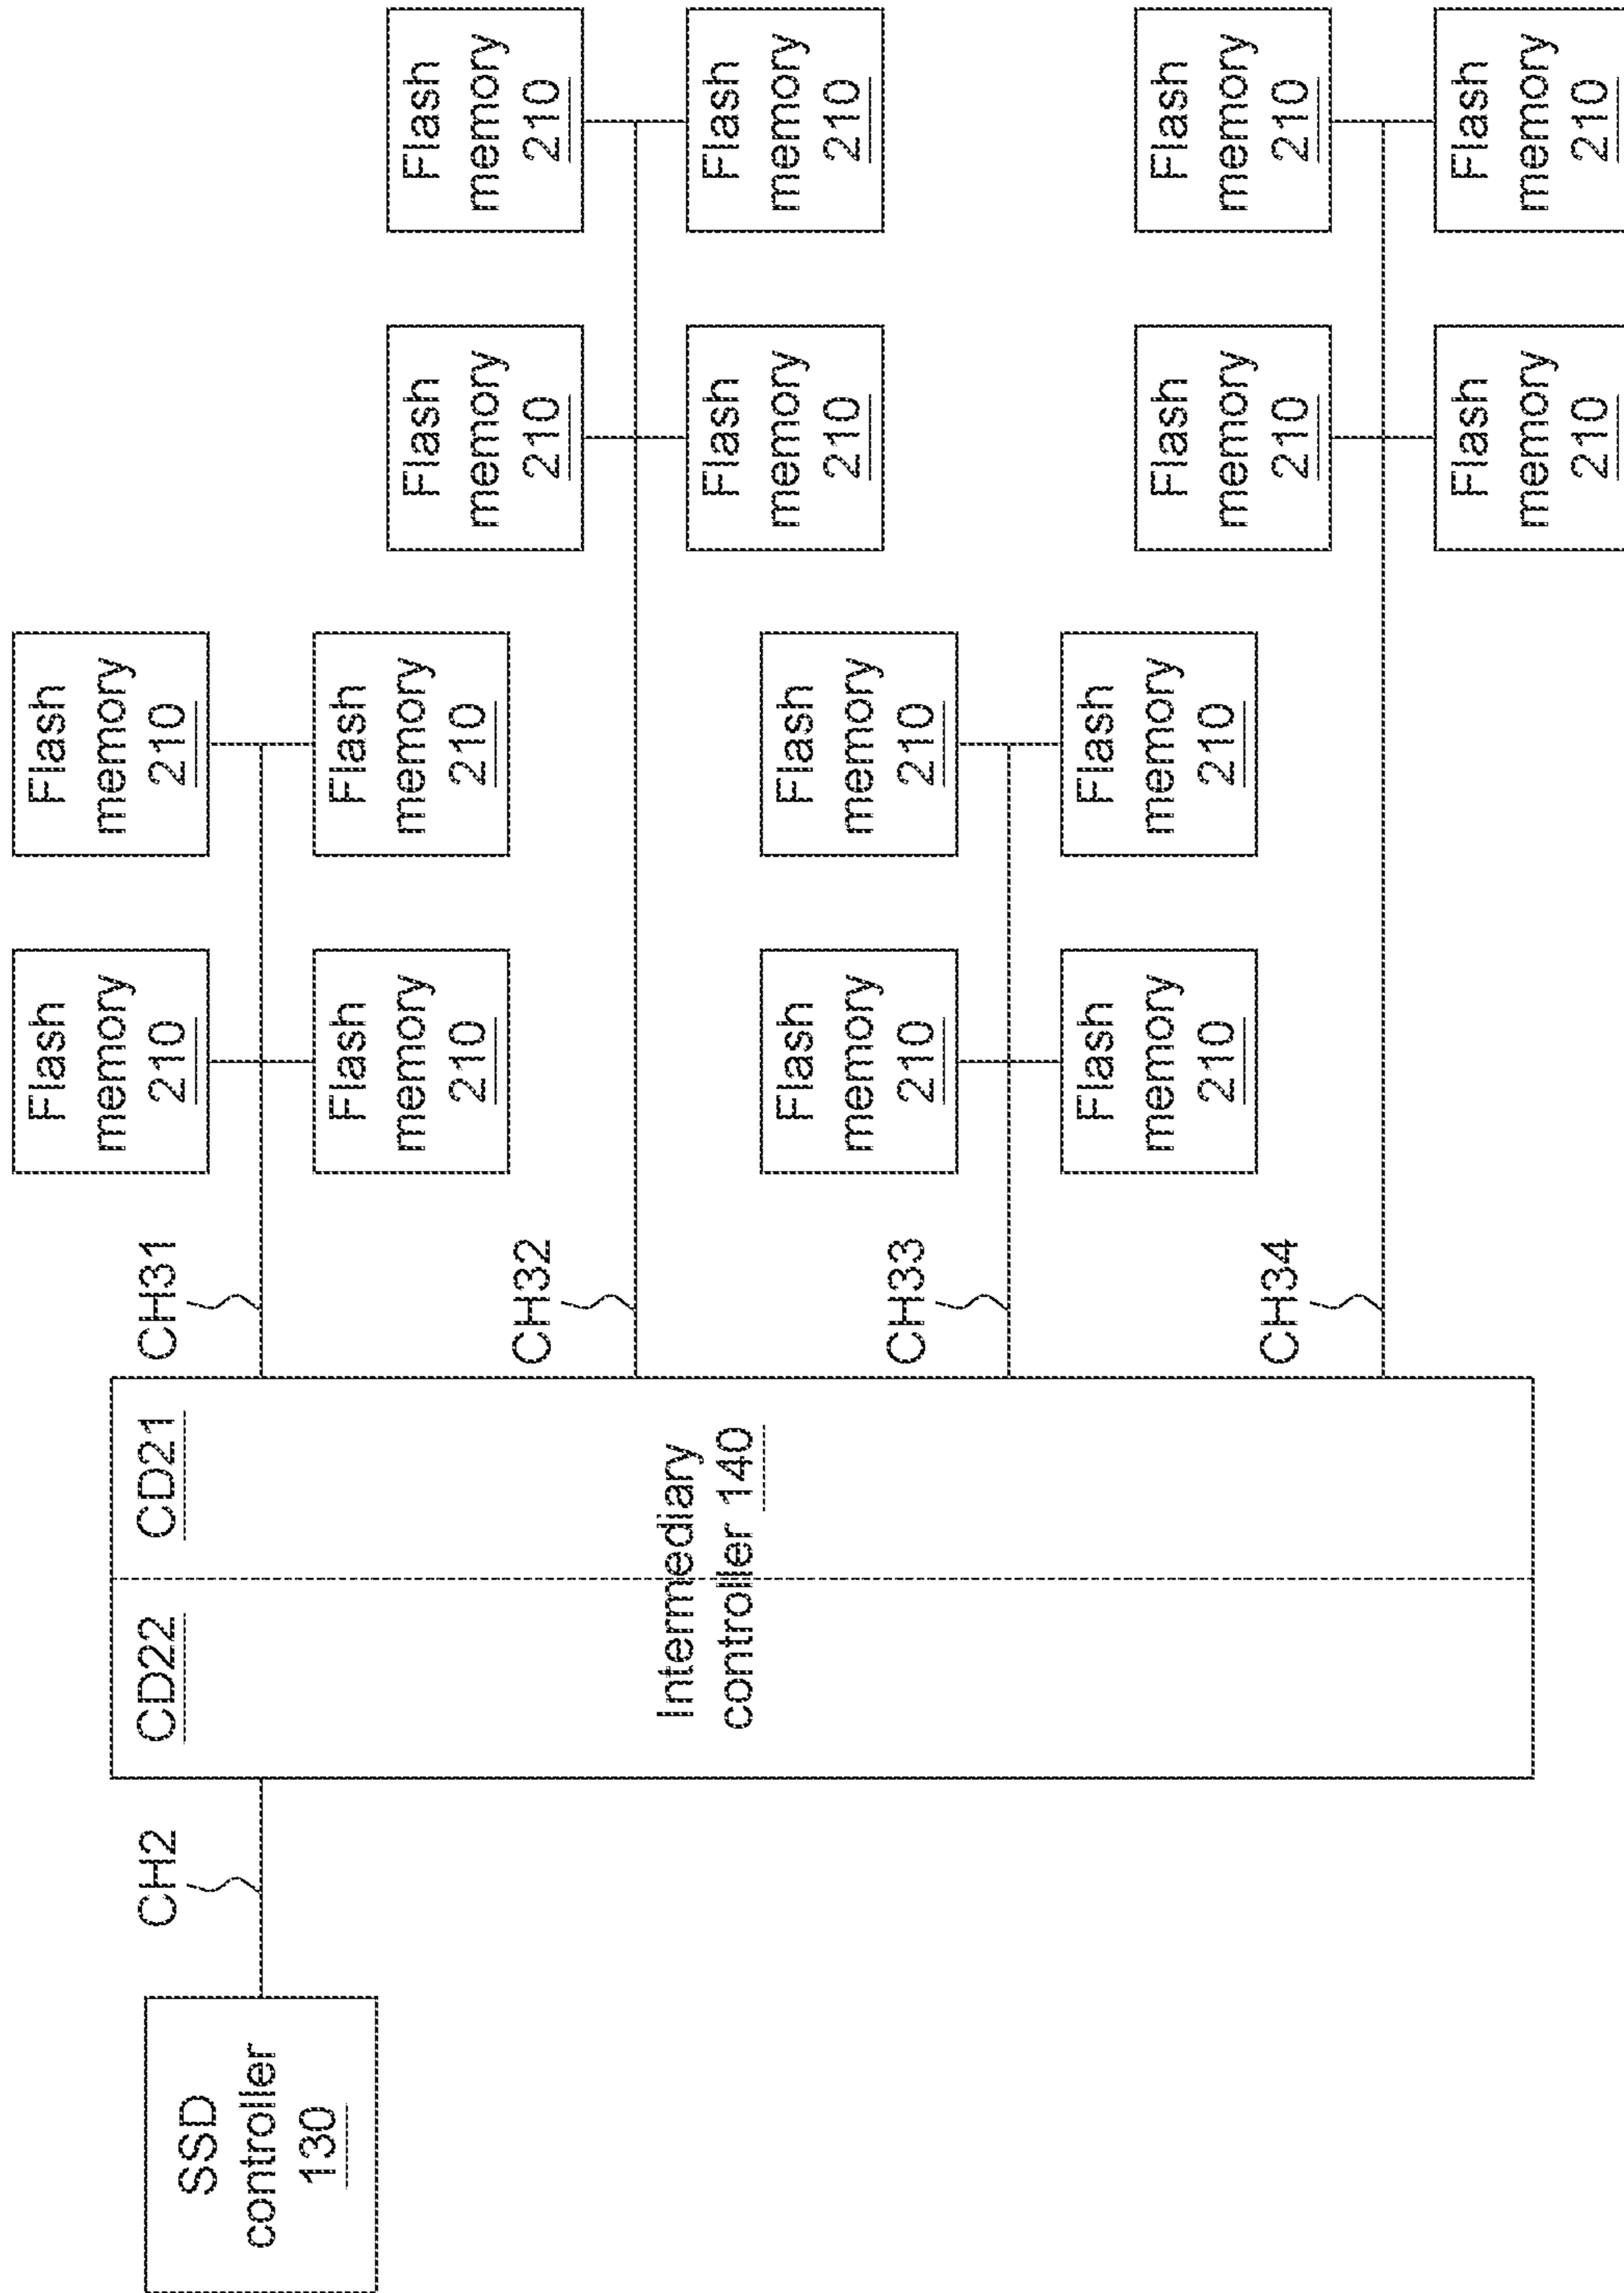 SSD
controller
130
CH2
CD22
CD21
Intermediary
controller 140
CH31
CH32
CH33
CH34
Flash
memory
210
Flash
memory
210
Flash
memory
210
Flash
memory
210
Flash
memory
210
Flash
memory
210
Flash
memory
210
Flash
memory
210
Flash
memory
210
Flash
memory
210
Flash
memory
210
Flash
memory
210
Flash
memory
210
Flash
memory
210
Flash
memory
210
Flash
memory
210